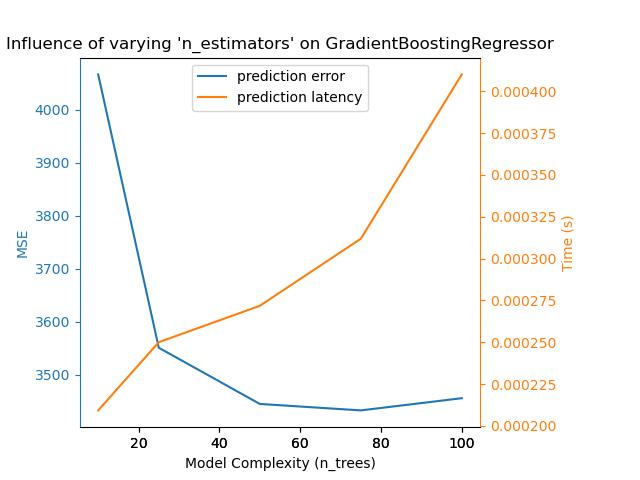 Influence of varying 'n_estimators' on GradientBoostingRegressor
prediction error
prediction latency
4000
3900
3800
3700
3600
3500
MSE
0.000400
0.000375
0.000350
0.000325
0.000300
0.000275
0.000250
0.000225
0.000200
Time (s)
20 40 60 80 100
Model Complexity (n_trees)